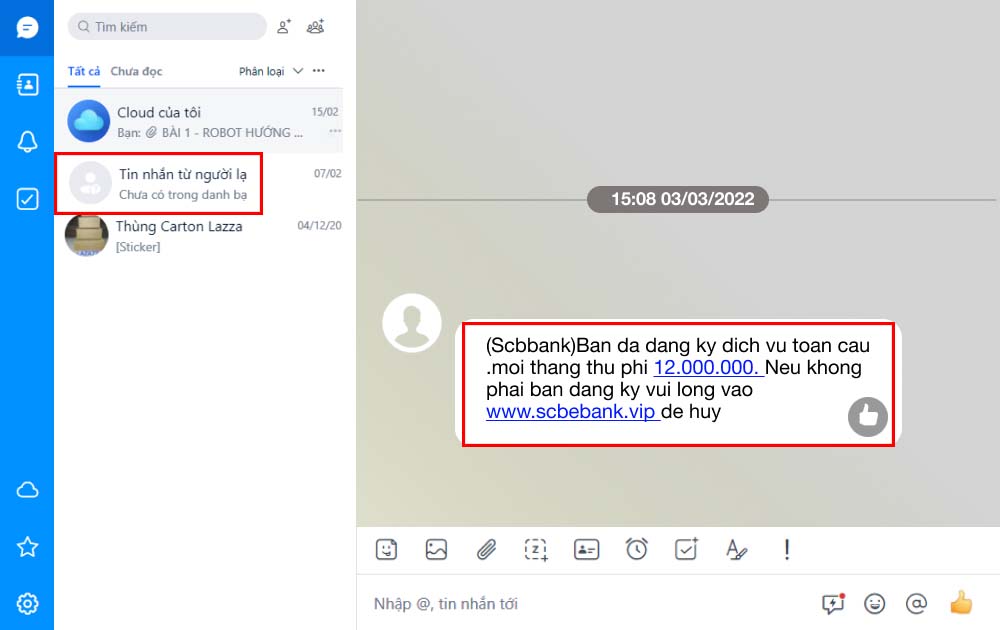 Tìm kiếm
Tất cả Chưa đọc Phân loại
Cloud của tôi 15/02
Bạn: BÀI 1 - ROBOT HƯỚNG ...
Tin nhắn từ người lạ 07/02
Chưa có trong danh bạ
Thùng Carton Lazza 04/12/20
[Sticker]
15:08 03/03/2022
(Scbbank)Ban da dang ky dich vu toan cau
.moi thang thu phi 12.000.000. Neu khong
phai ban dang ky vui long vao
www.scbebank.vip de huy
Nhập @, tin nhắn tới